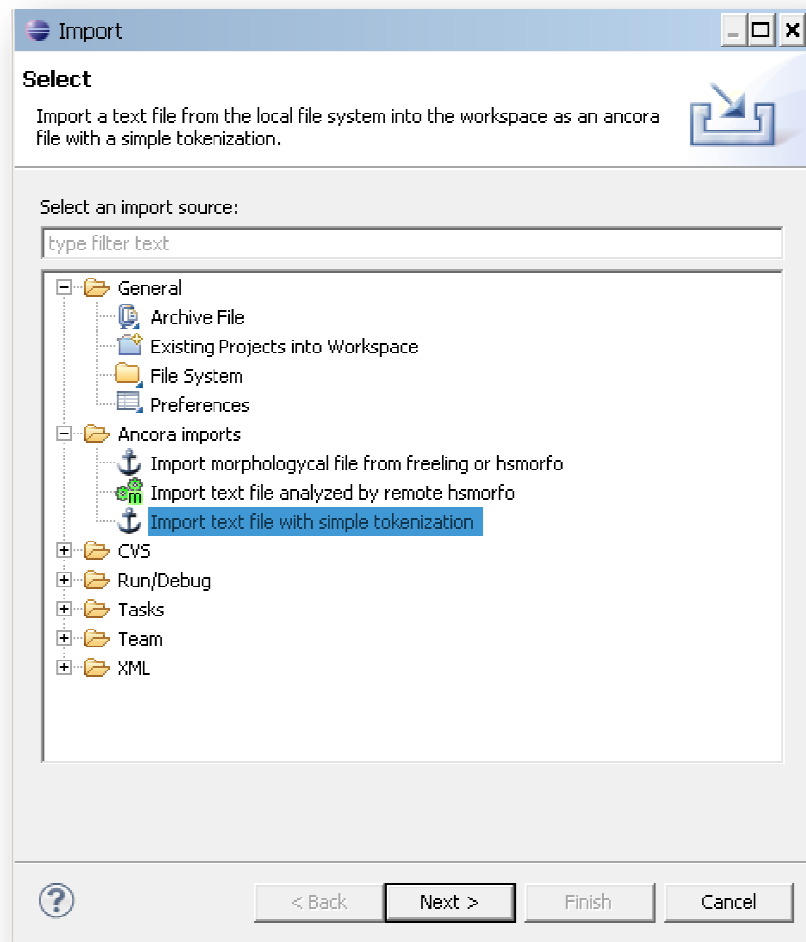 Import
Select
Import a text file from the local file system into the workspace as an ancora
file with a simple tokenization.
Select an import source:
type filter text
General
Archive File
Existing Projects into Workspace
File System
Preferences
Ancora imports
Import morphologycal file from freeling or hsmorfo
m Import text file analyzed by remote hsmorfo
Import text file with simple tokenization
CVS
Run/Debug
Tasks
Team
XML
? < Back Next > Finish Cancel